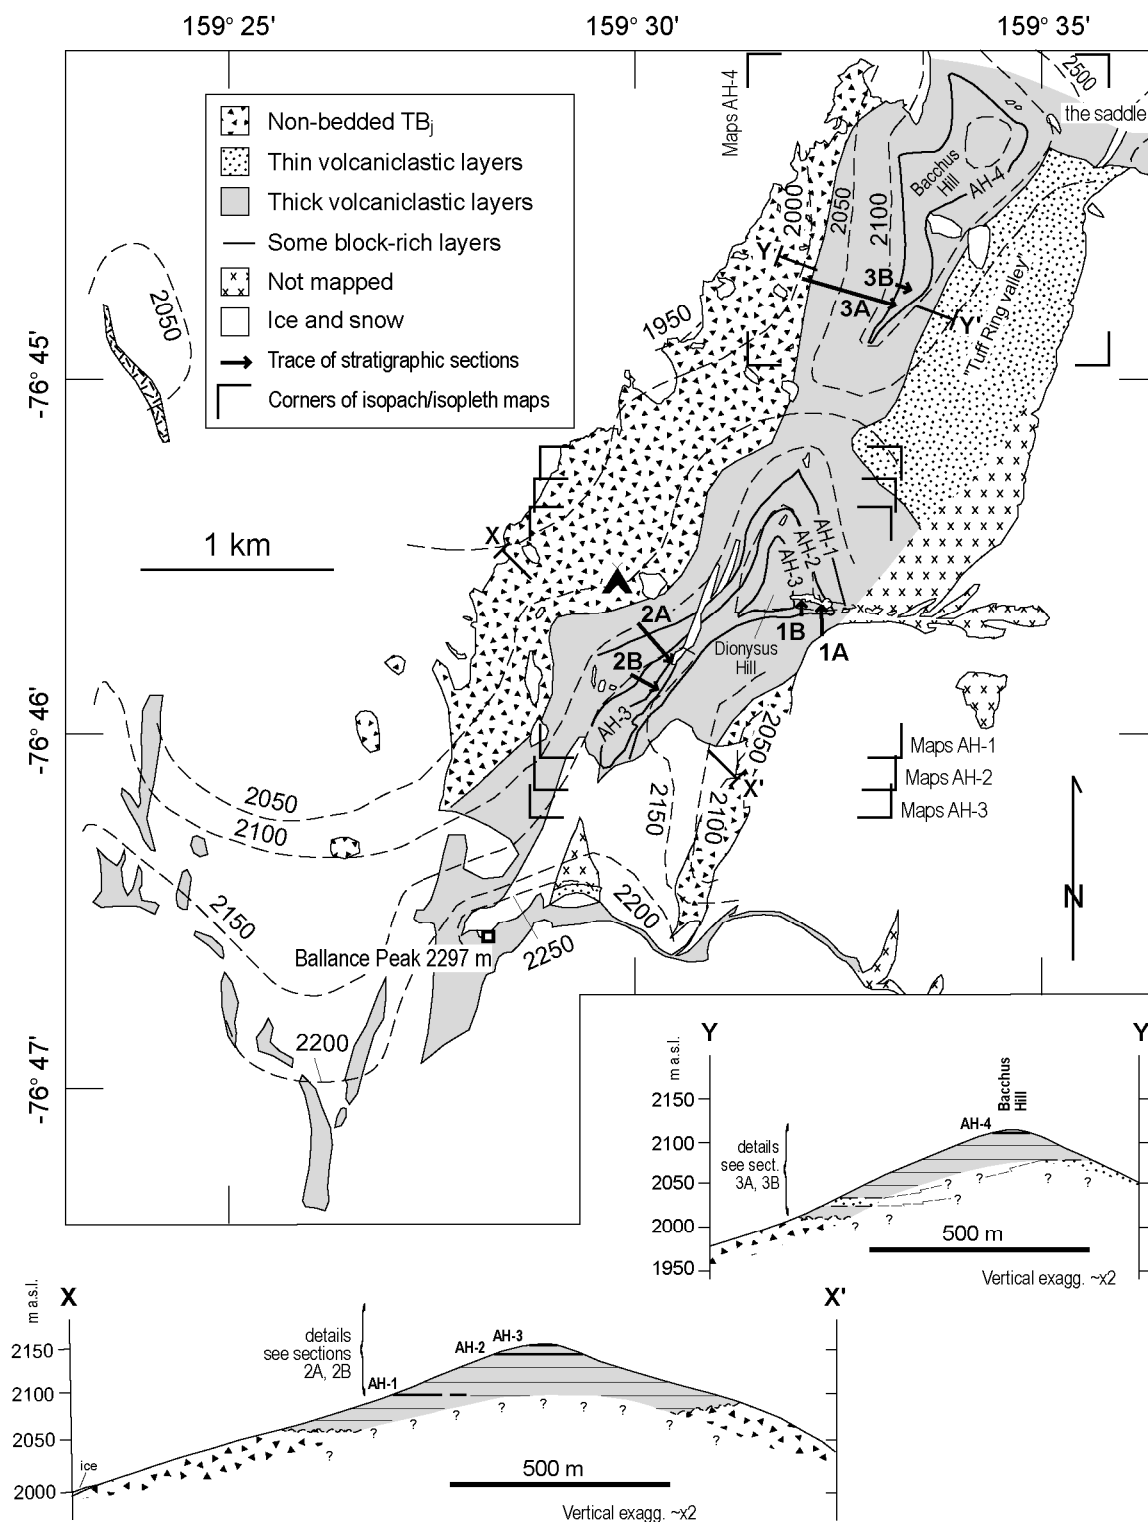 159° 25'
159° 30'
159° 35'
Non-bedded TBj
Thin volcaniclastic layers
Thick volcaniclastic layers
Some block-rich layers
Not mapped
Ice and snow
Trace of stratigraphic sections
Corners of isopach/isopleth maps
Maps AH-4
2500
the saddle
Bacchus
Hill
AH-4
2000
2050
2100
Y
3B
3A
Y'
"Tuff Ring valley"
2050
1950
-76° 45'
1 km
X
AH-1
AH-2
AH-3
2A
1B
1A
2B
Dionysus
Hill
AH-3
-76° 46'
2050
Maps AH-1
Maps AH-2
Maps AH-3
X'
2050
2100
2150
2100
2150
2200
N
Ballance Peak 2297 m
2250
2200
-76° 47'
Y
Y'
m a.s.l.
2150
2100
2050
2000
1950
Bacchus
Hill
AH-4
details
see sect.
3A, 3B
? ? ? ? ? ? ?
500 m
Vertical exagg. ~x2
X
X'
m a.s.l.
2150
2100
2050
2000
details
see sections
2A, 2B
AH-3
AH-2
AH-1
? ? ? ? ? ? ? ? ? ?
ice
500 m
Vertical exagg. ~x2